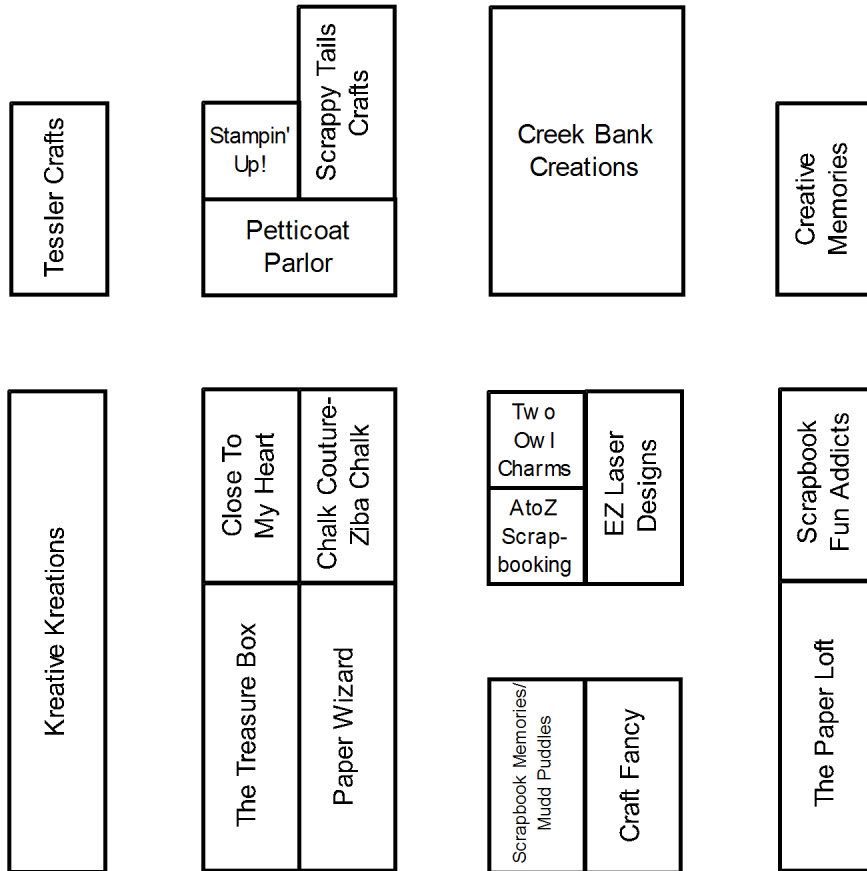 Tessler Crafts
Stampin'
Up!
Scrappy Tails
Crafts
Petticoat
Parlor
Creek Bank
Creations
Creative
Memories
Kreative Kreations
Close To
My Heart
Chalk Couture-
Ziba Chalk
The Treasure Box
Paper Wizard
Two
Owl
Charms
AtoZ
Scrap-
booking
EZ Laser
Designs
Scrapbook Memories/
Mudd Puddles
Craft Fancy
Scrapbook
Fun Addicts
The Paper Loft